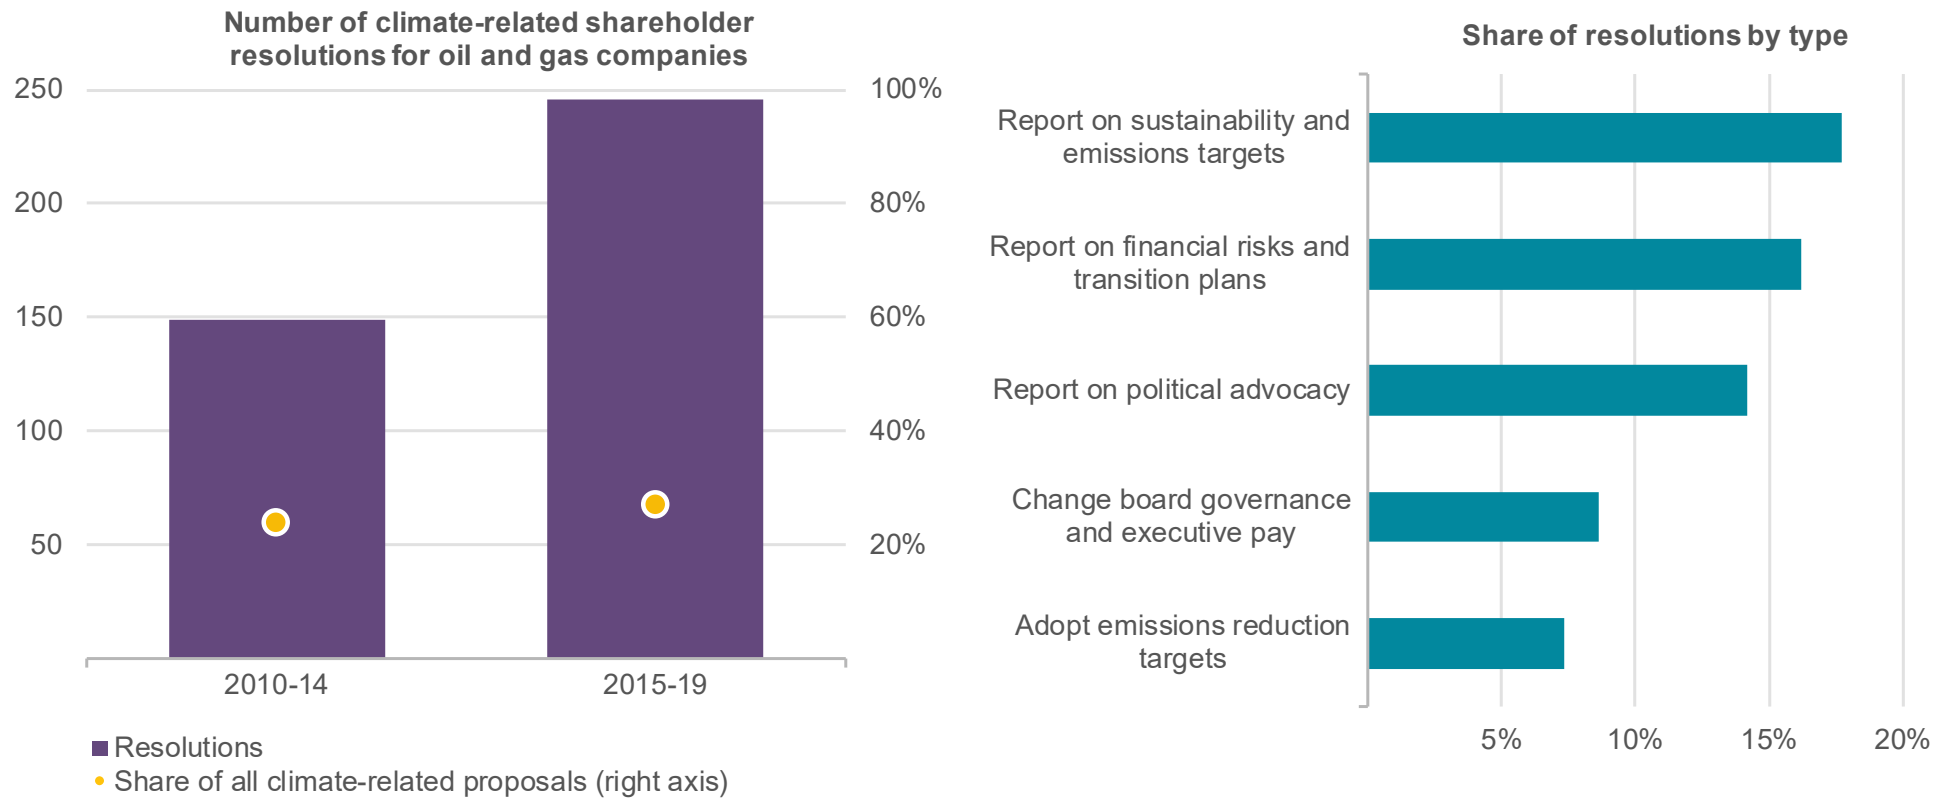 Number of climate-related shareholder
resolutions for oil and gas companies
250
200
150
100
50
100%
80%
60%
40%
20%
2010-14
2015-19
Resolutions
Share of all climate-related proposals (right axis)
Share of resolutions by type
Report on sustainability and
emissions targets
Report on financial risks and
transition plans
Report on political advocacy
Change board governance
and executive pay
Adopt emissions reduction
targets
5%
10%
15%
20%